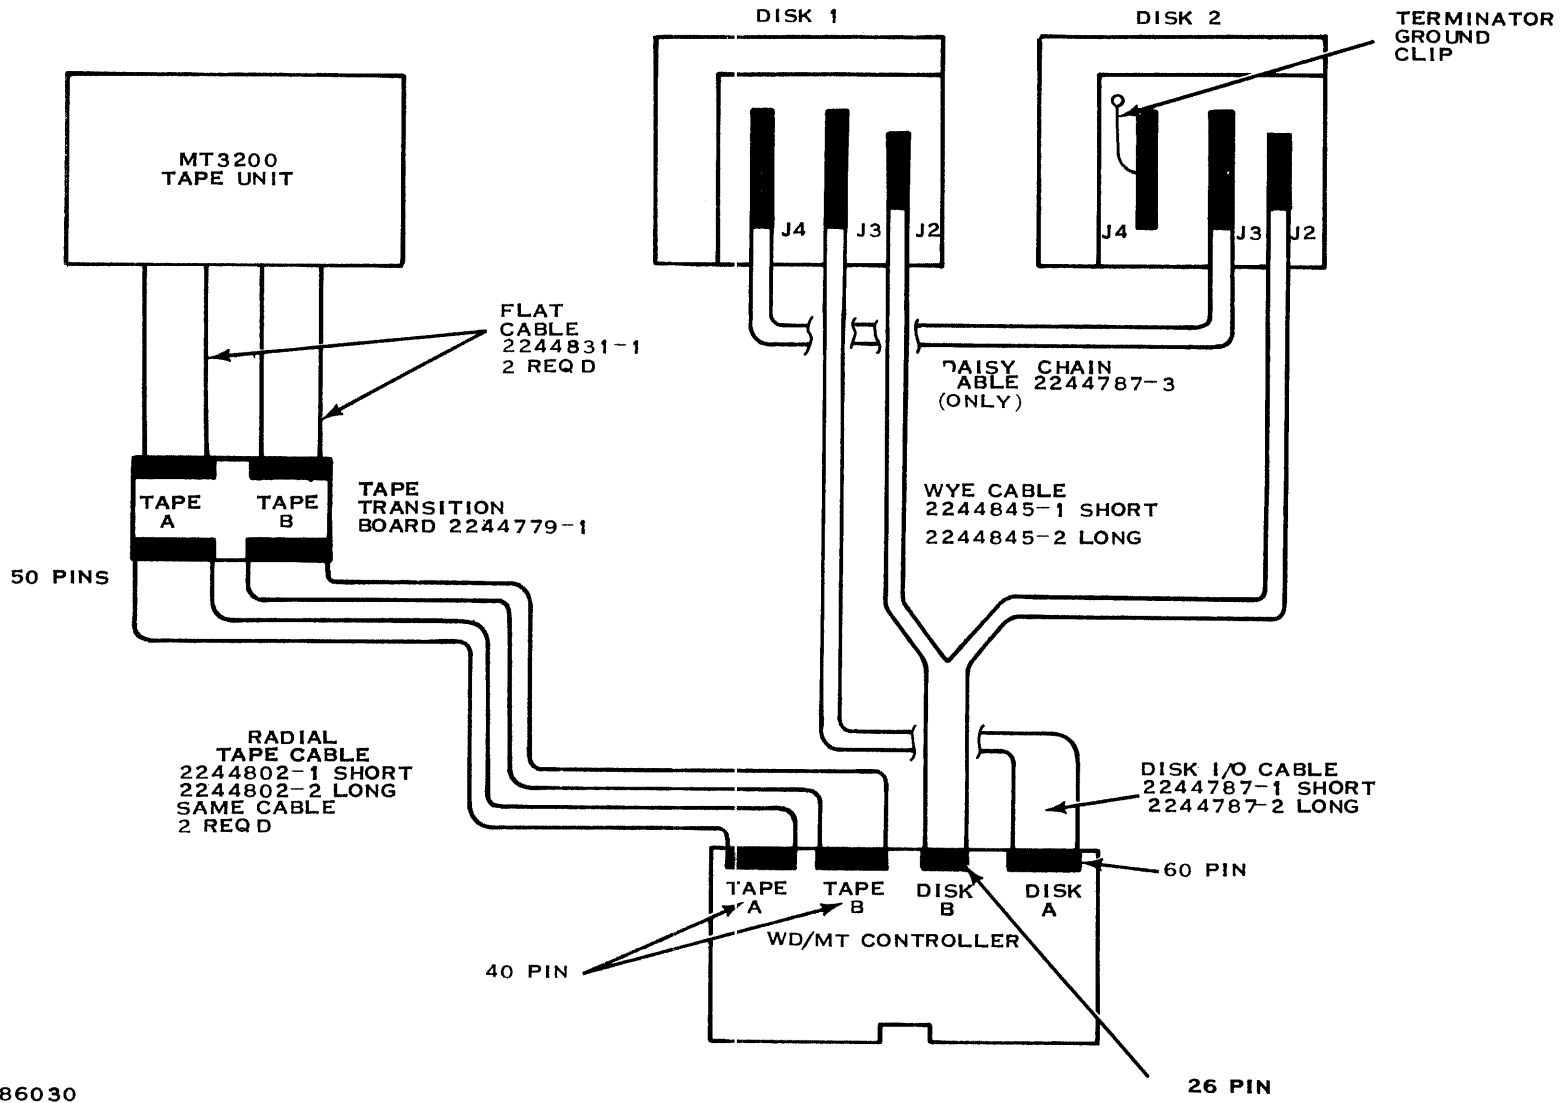 DISK 1
DISK 2
TERMINATOR
GROUND
CLIP
MT3200
TAPE UNIT
J4
J3
J2
J4
J3
J2
FLAT
CABLE
2244831-1
2 REQD
DAISY CHAIN
ABLE 2244787-3
(ONLY)
TAPE
A
TAPE
B
TAPE
TRANSITION
BOARD 2244779-1
WYE CABLE
2244845-1 SHORT
2244845-2 LONG
50 PINS
RADIAL
TAPE CABLE
2244802-1 SHORT
2244802-2 LONG
SAME CABLE
2 REQD
DISK I/O CABLE
2244787-1 SHORT
2244787-2 LONG
60 PIN
TAPE
A
TAPE
B
DISK
B
DISK
A
WD/MT CONTROLLER
40 PIN
26 PIN
86030